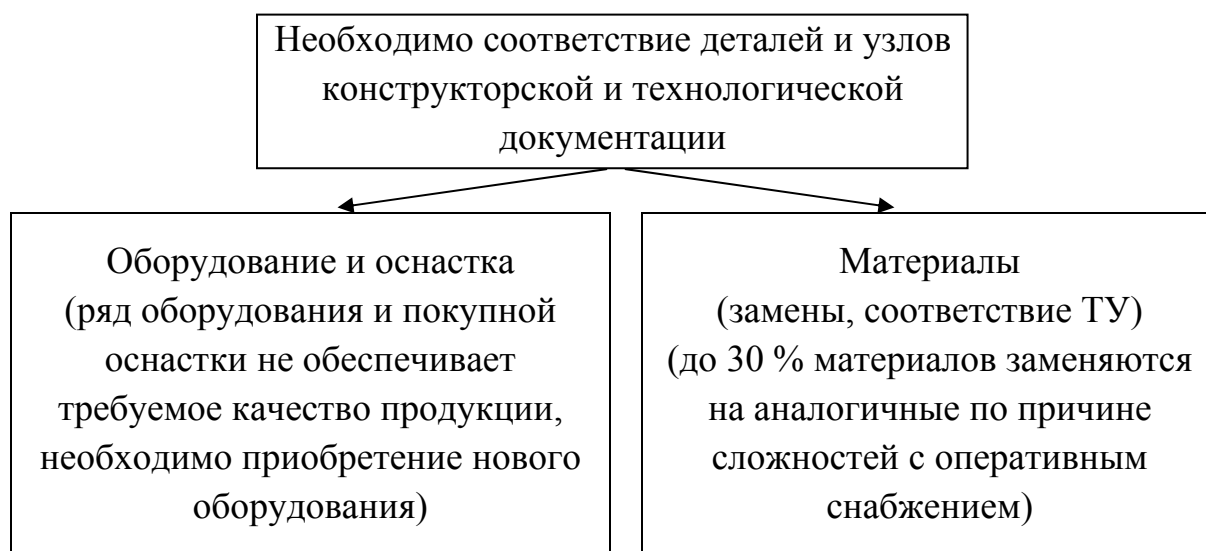 Необходимо соответствие деталей и узлов
конструкторской и технологической
документации
Оборудование и оснастка
(ряд оборудования и покупной
оснастки не обеспечивает
требуемое качество продукции,
необходимо приобретение нового
оборудования)
Материалы
(замены, соответствие ТУ)
(до 30 % материалов заменяются
на аналогичные по причине
сложностей с оперативным
снабжением)